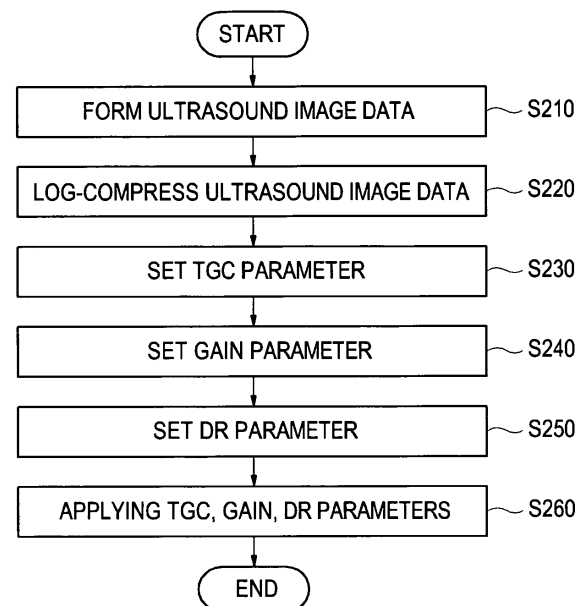 START
FORM ULTRASOUND IMAGE DATA S210
LOG-COMPRESS ULTRASOUND IMAGE DATA S220
SET TGC PARAMETER S230
SET GAIN PARAMETER S240
SET DR PARAMETER S250
APPLYING TGC, GAIN, DR PARAMETERS S260
END